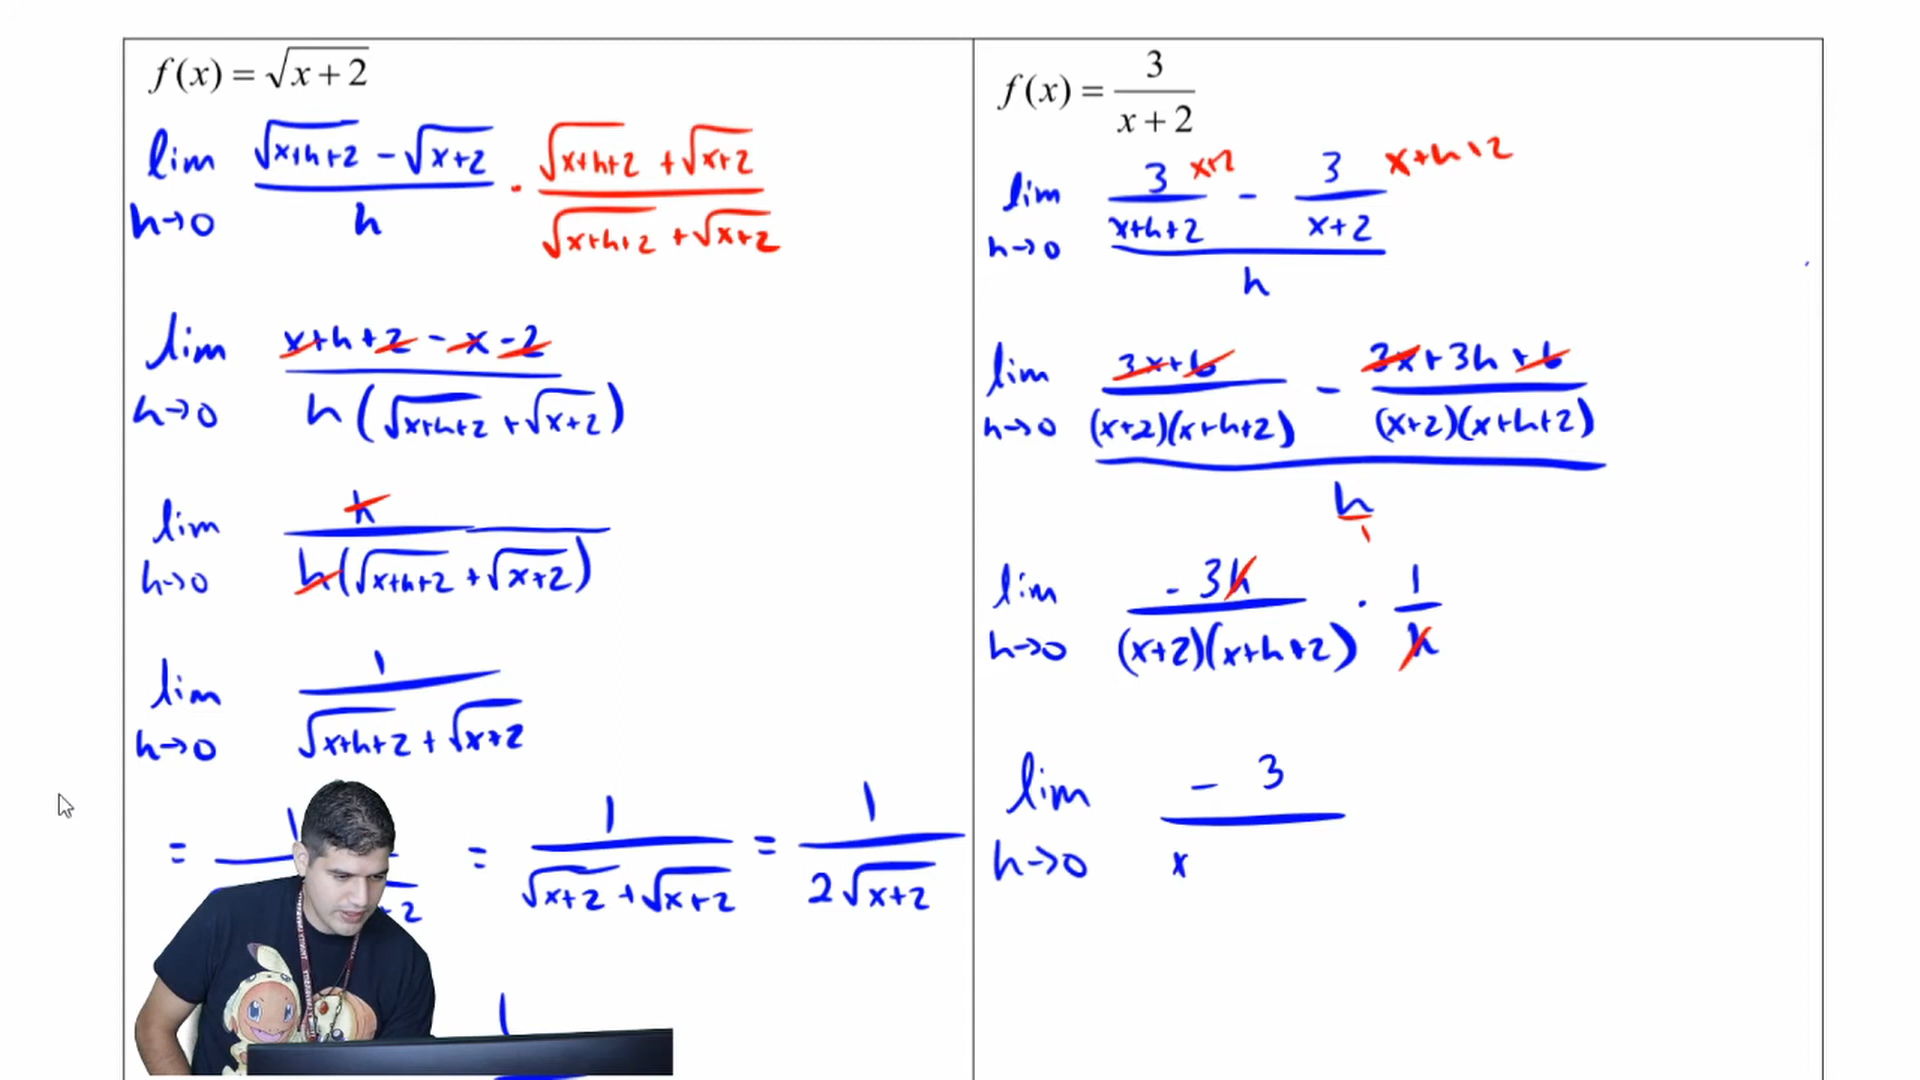 f(x) = √(x+2)
lim h→0 (√(x+h+2) − √(x+2))/h · (√(x+h+2) + √(x+2))/(√(x+h+2) + √(x+2))
lim h→0 (x+h+2−x−2)/(h(√(x+h+2) + √(x+2)))
lim h→0 h/(h(√(x+h+2) + √(x+2)))
lim h→0 1/(√(x+h+2) + √(x+2))
= 1/ = 1/(√(x+2) + √(x+2)) = 1/(2√(x+2))
1
f(x) = 3/(x+2)
lim h→0 (3/(x+h+2) x+2 − 3/(x+2) x+h+2)/h
lim h→0 ((3x+6)/((x+2)(x+h+2)) − (3x+3h+6)/((x+2)(x+h+2)))/h/1
lim h→0 −3h/((x+2)(x+h+2)) · 1/h
lim h→0 −3/x